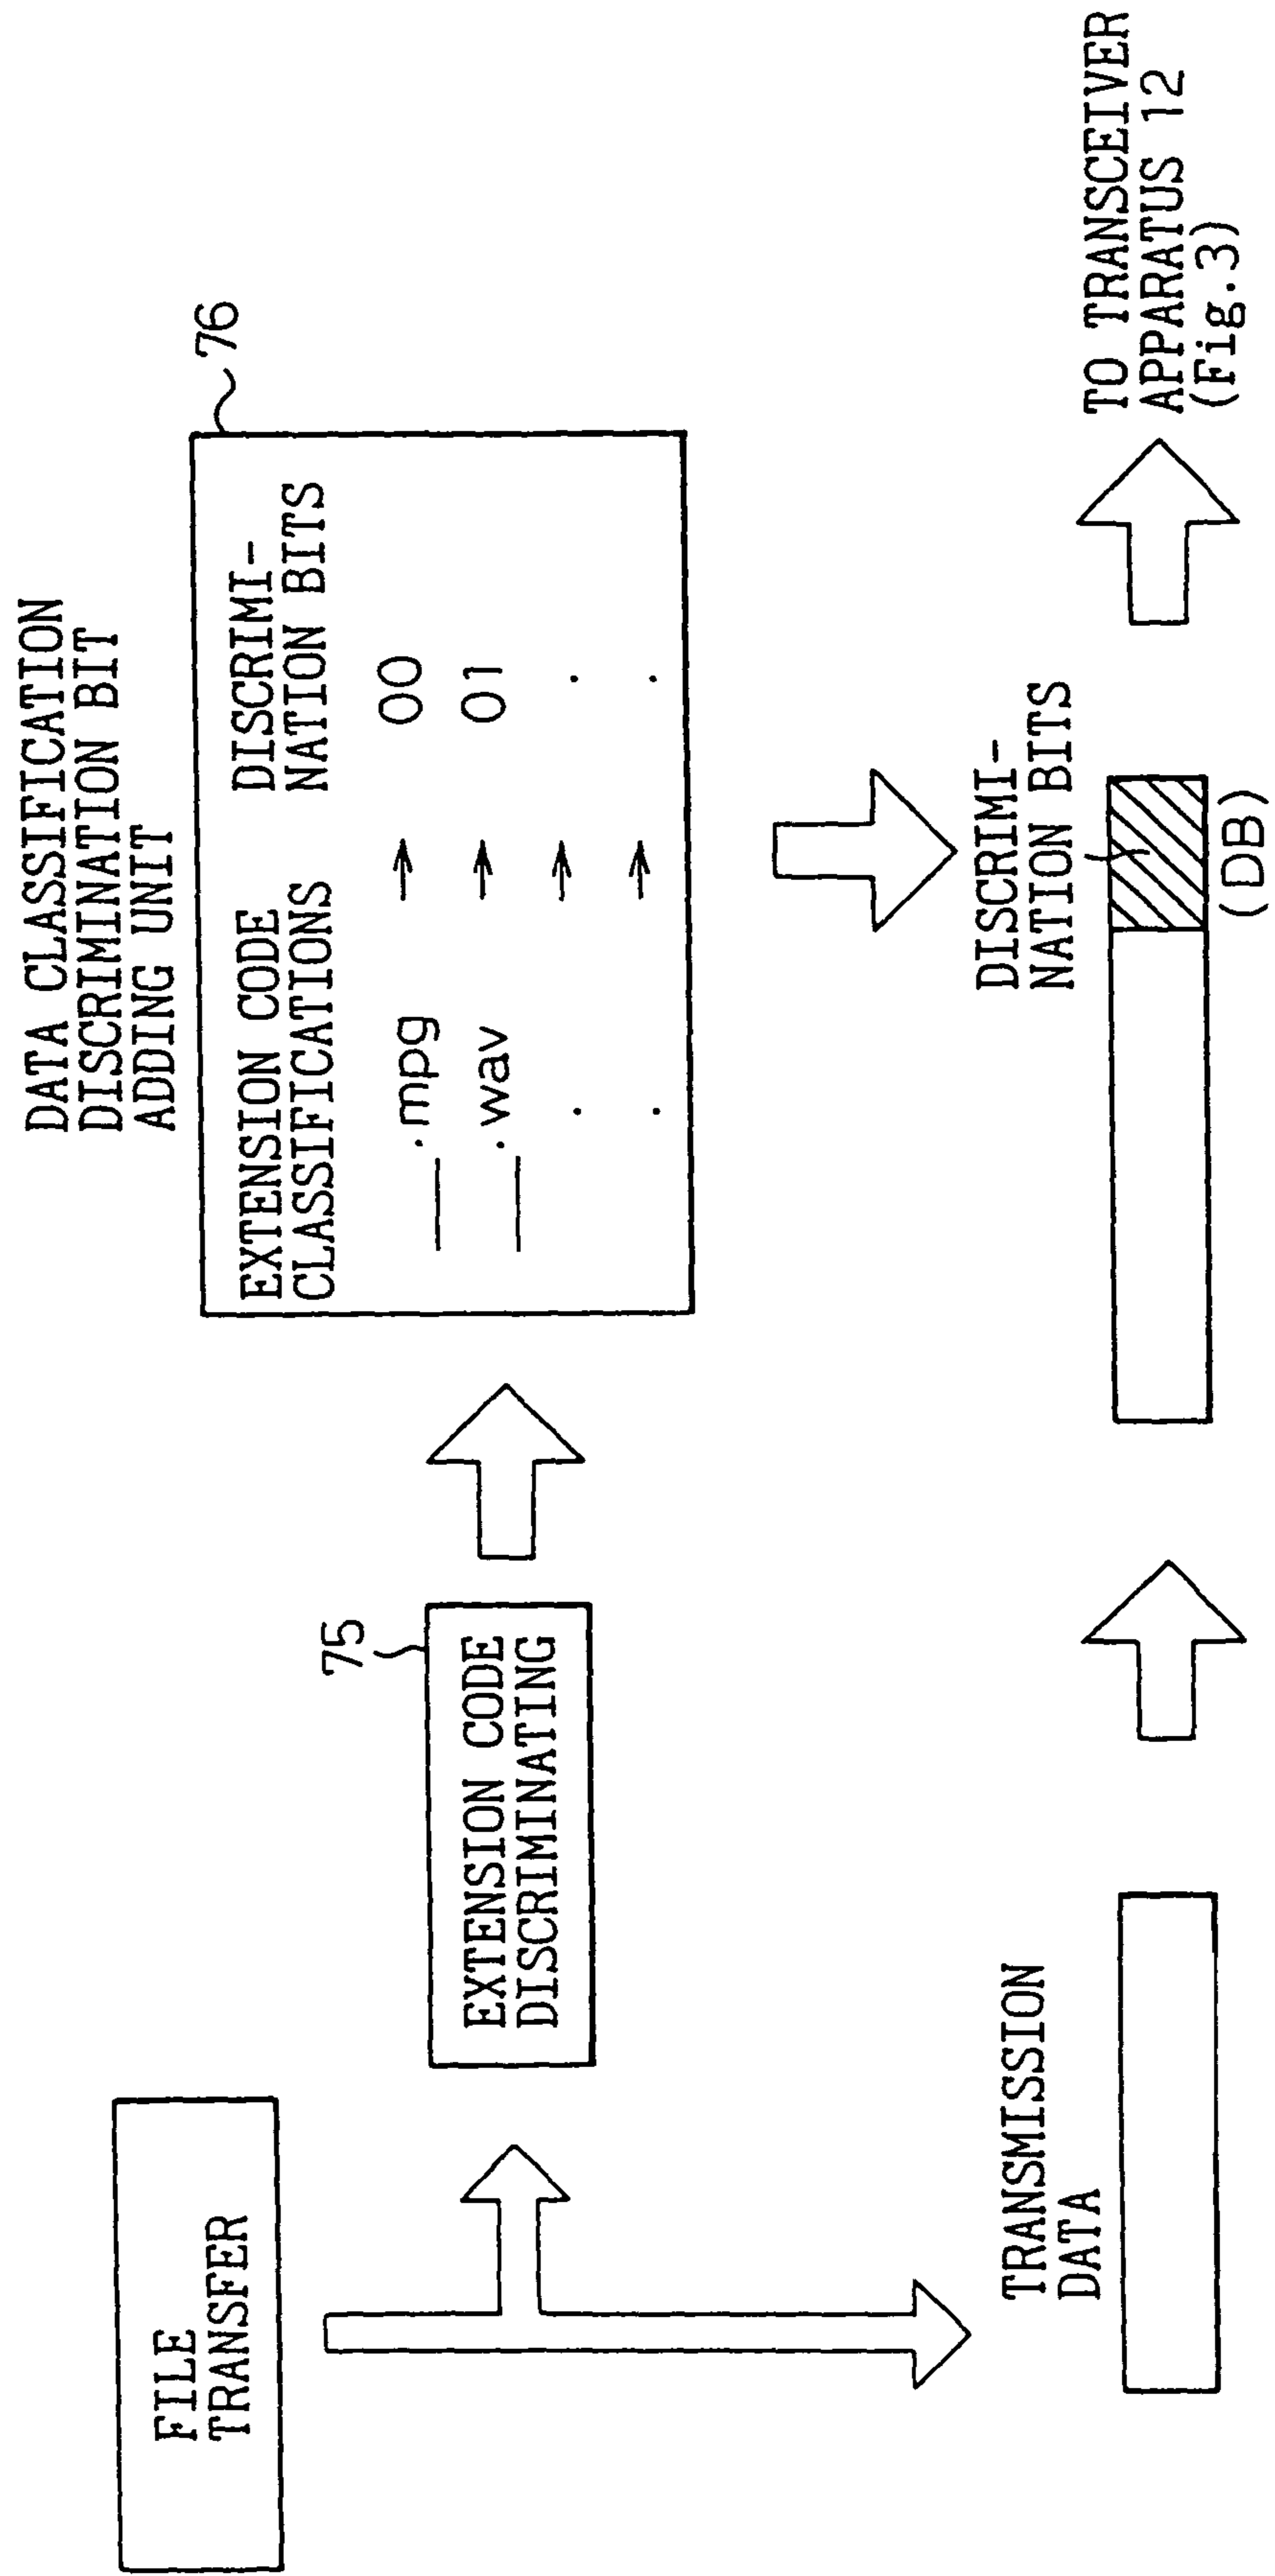 DATA CLASSIFICATION
DISCRIMINATION BIT
ADDING UNIT
76
FILE
TRANSFER
75
EXTENSION CODE
DISCRIMINATING
EXTENSION CODE
CLASSIFICATIONS
DISCRIMI-
NATION BITS
.mpg → 00
.wav → 01
. → .
. → .
TRANSMISSION
DATA
DISCRIMI-
NATION BITS
(DB)
TO TRANSCEIVER
APPARATUS 12
(Fig.3)